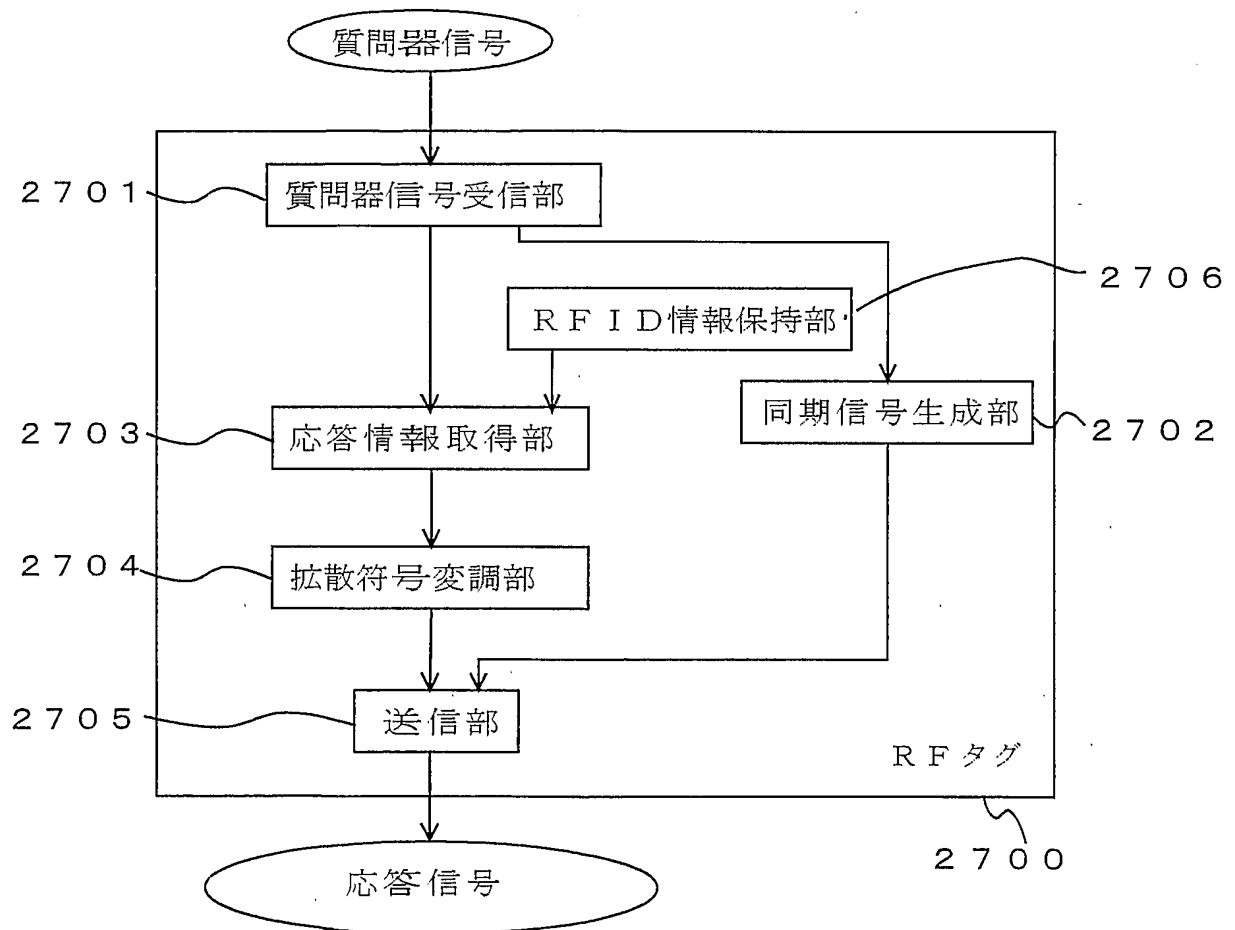 質問器信号
２７０１
質問器信号受信部
２７０６
ＲＦＩＤ情報保持部
２７０３
応答情報取得部
同期信号生成部
２７０２
２７０４
拡散符号変調部
２７０５
送信部
ＲＦタグ
２７００
応答信号